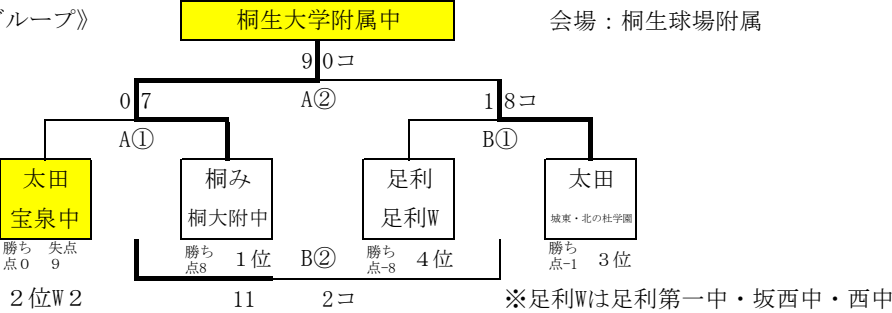 グループ》
桐生大学附属中
会場：桐生球場附属
9 0コ
0 7
A②
1 8コ
A①
B①
太田
宝泉中
桐み
桐大附中
足利
足利W
太田
城東・北の杜学園
勝ち点0 失点9
勝ち点8
1位
B②
勝ち点-8
4位
勝ち点-1
3位
2位W2
11
2コ
※足利Wは足利第一中・坂西中・西中